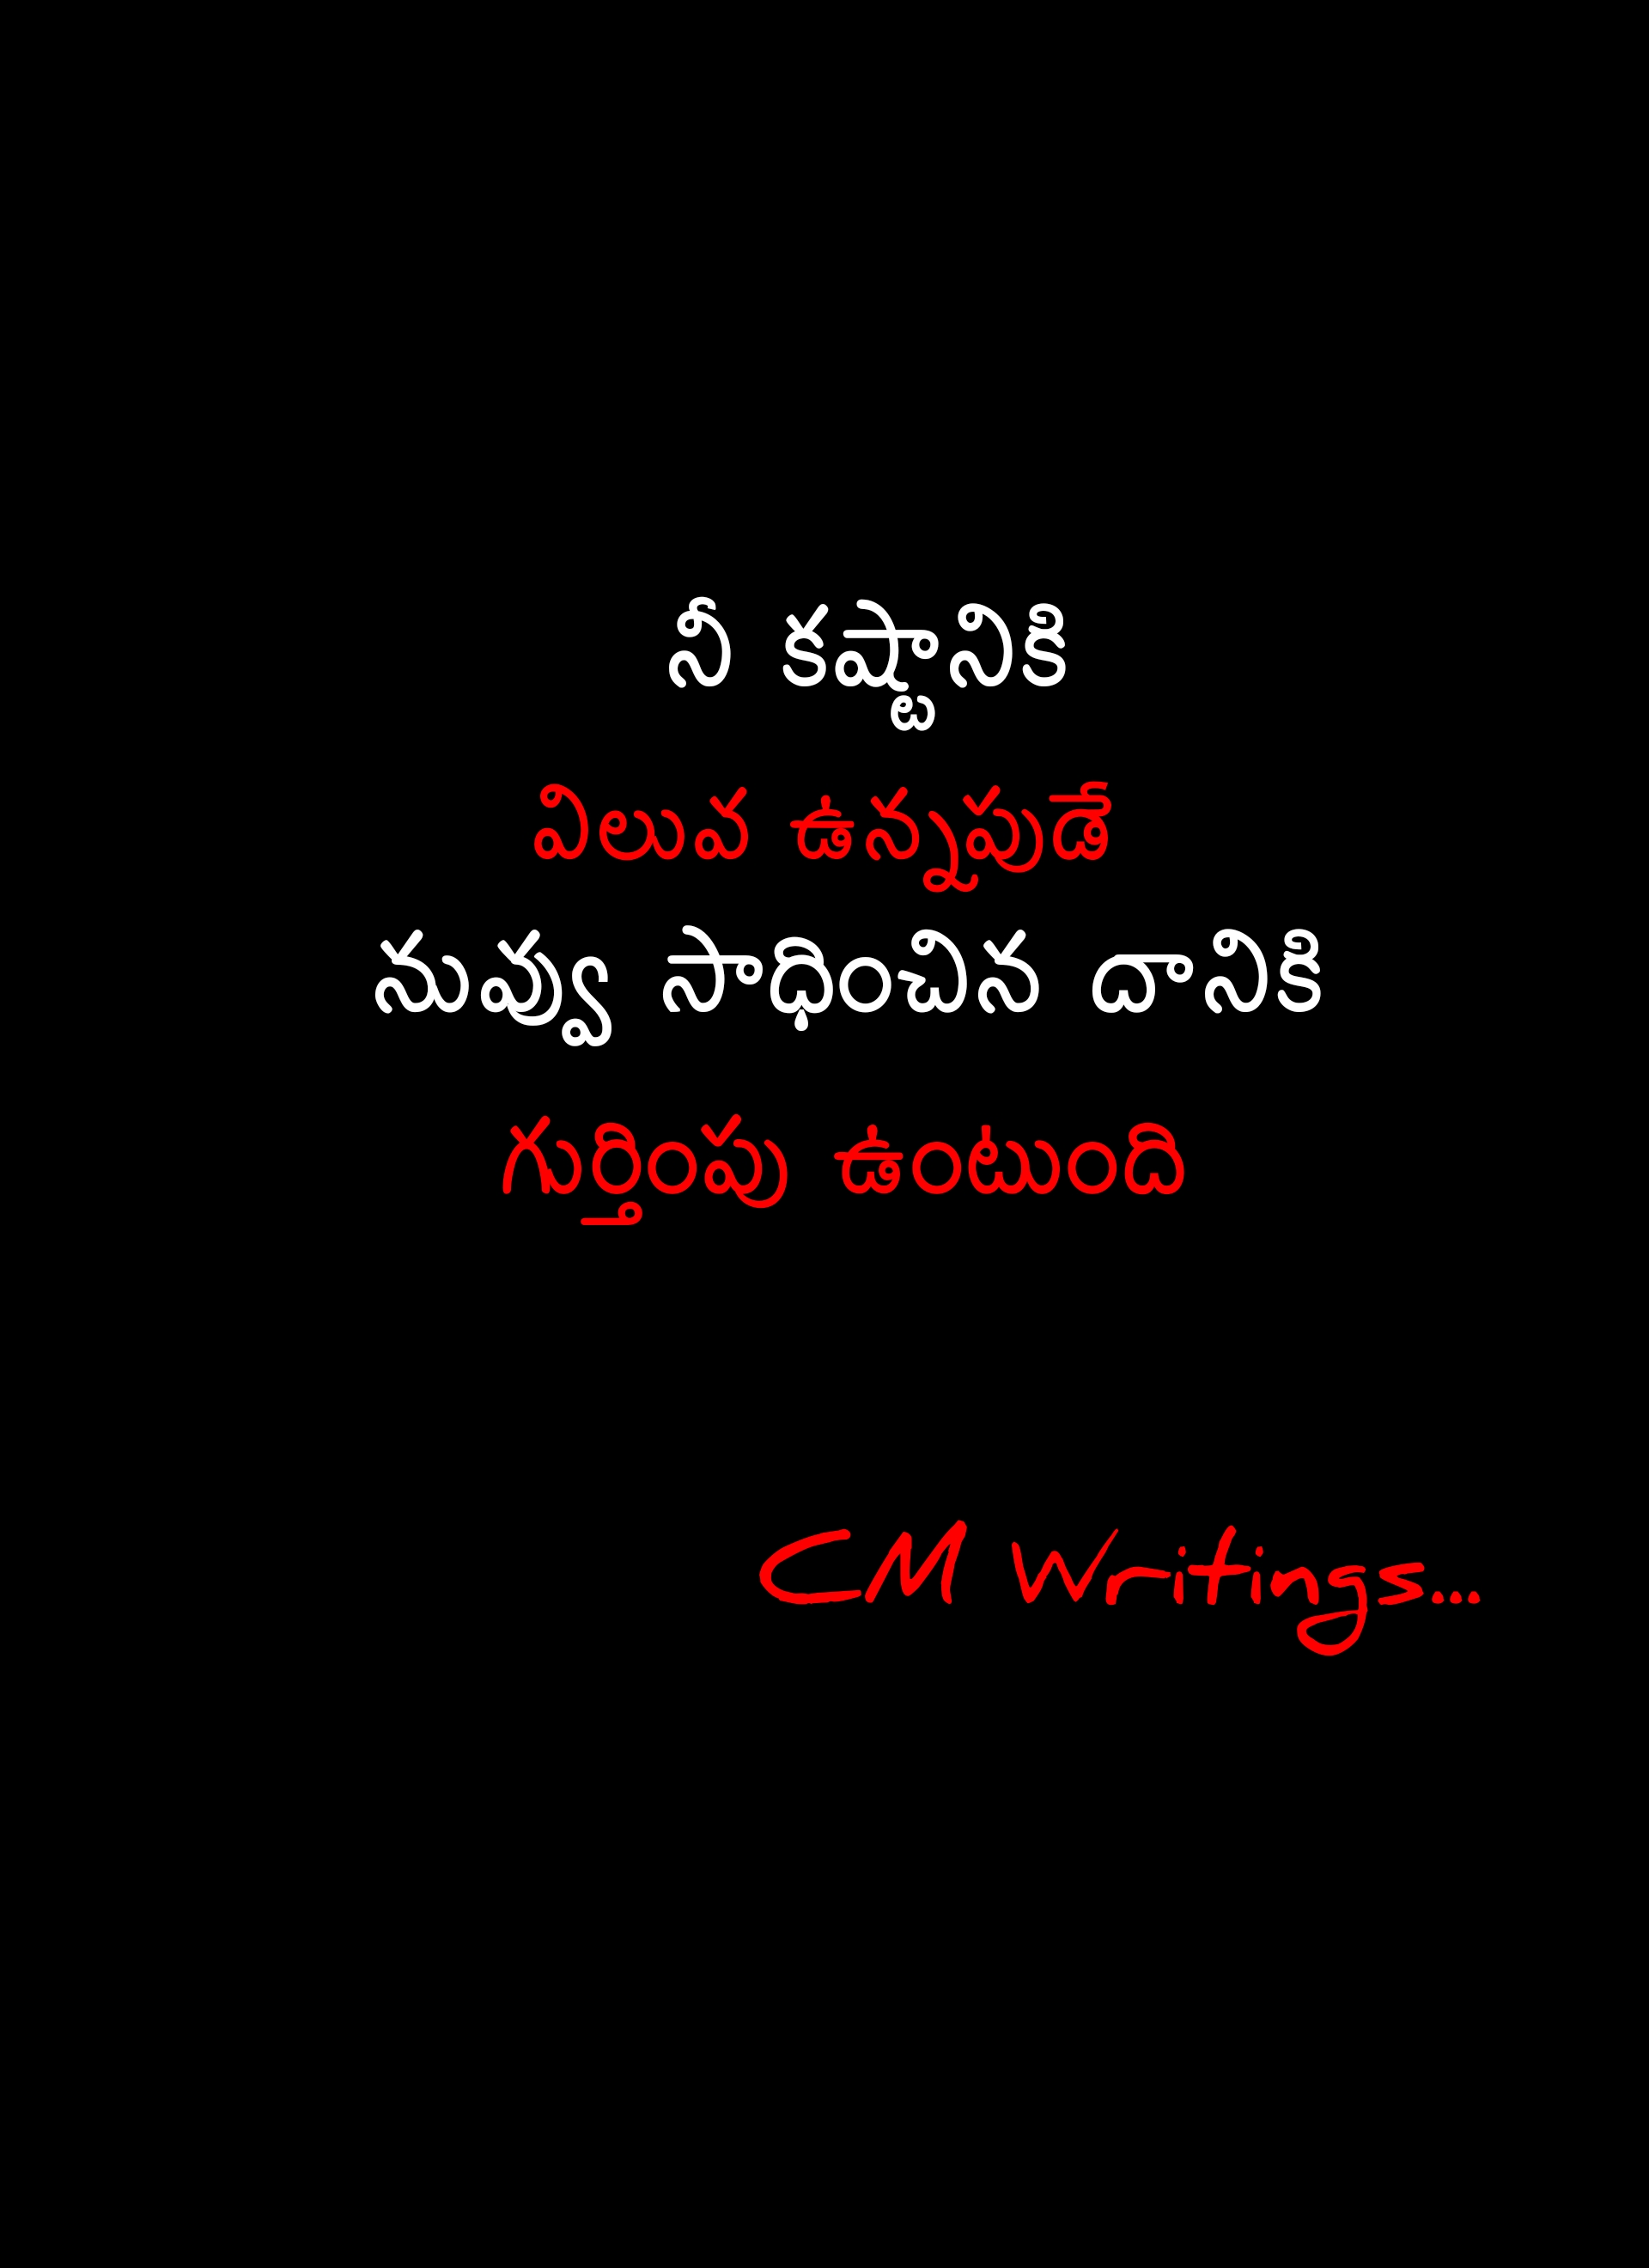 నీ కష్టానికి
విలువ ఉన్నపుడే
నువ్వు సాధించిన దానికి
గుర్తింపు ఉంటుంది
CM Writings...